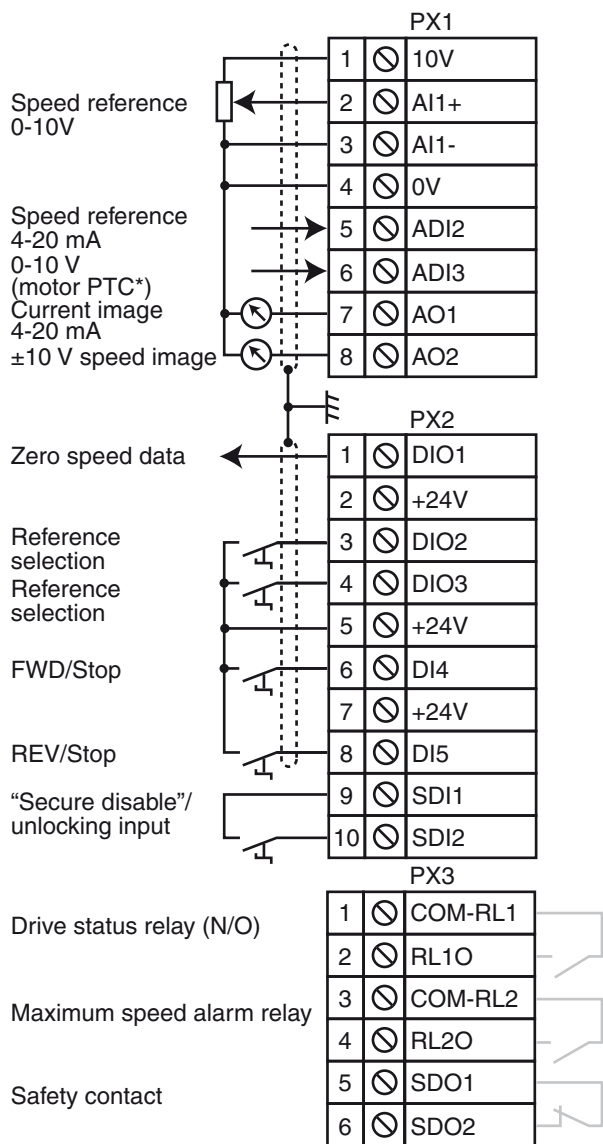 PX1
1 10V
Speed reference 2 AI1+
0-10V
3 AI1-
4 0V
Speed reference 5 ADI2
4-20 mA
0-10 V 6 ADI3
(motor PTC*)
Current image 7 AO1
4-20 mA
±10 V speed image 8 AO2
PX2
Zero speed data 1 DIO1
2 +24V
Reference 3 DIO2
selection
Reference 4 DIO3
selection
5 +24V
FWD/Stop 6 DI4
7 +24V
REV/Stop 8 DI5
“Secure disable”/ 9 SDI1
unlocking input 10 SDI2
PX3
1 COM-RL1
Drive status relay (N/O)
2 RL1O
3 COM-RL2
Maximum speed alarm relay
4 RL2O
5 SDO1
Safety contact
6 SDO2